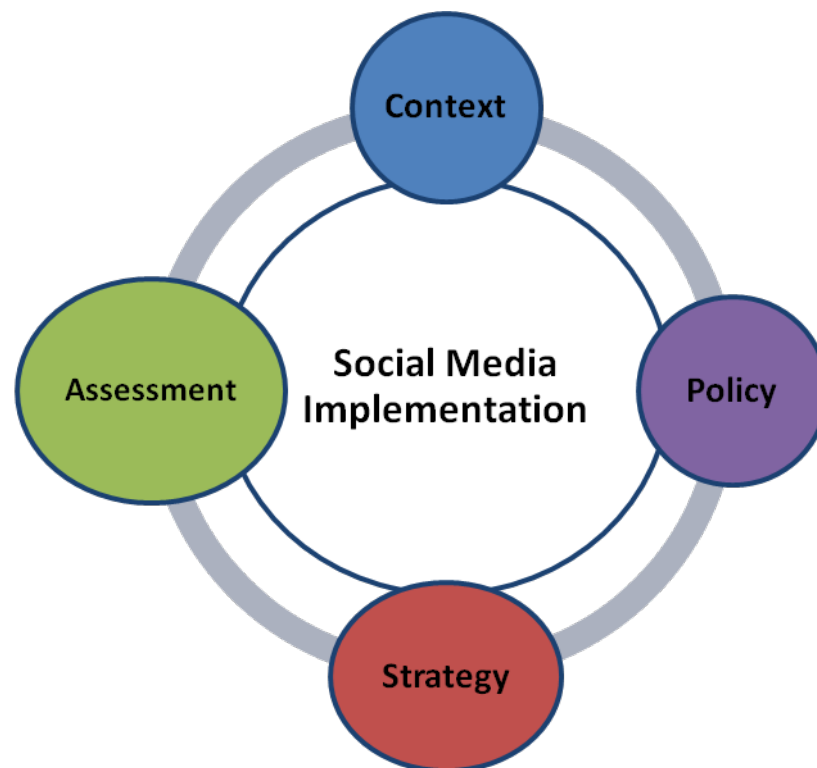 Context
Assessment
Social Media
Implementation
Policy
Strategy